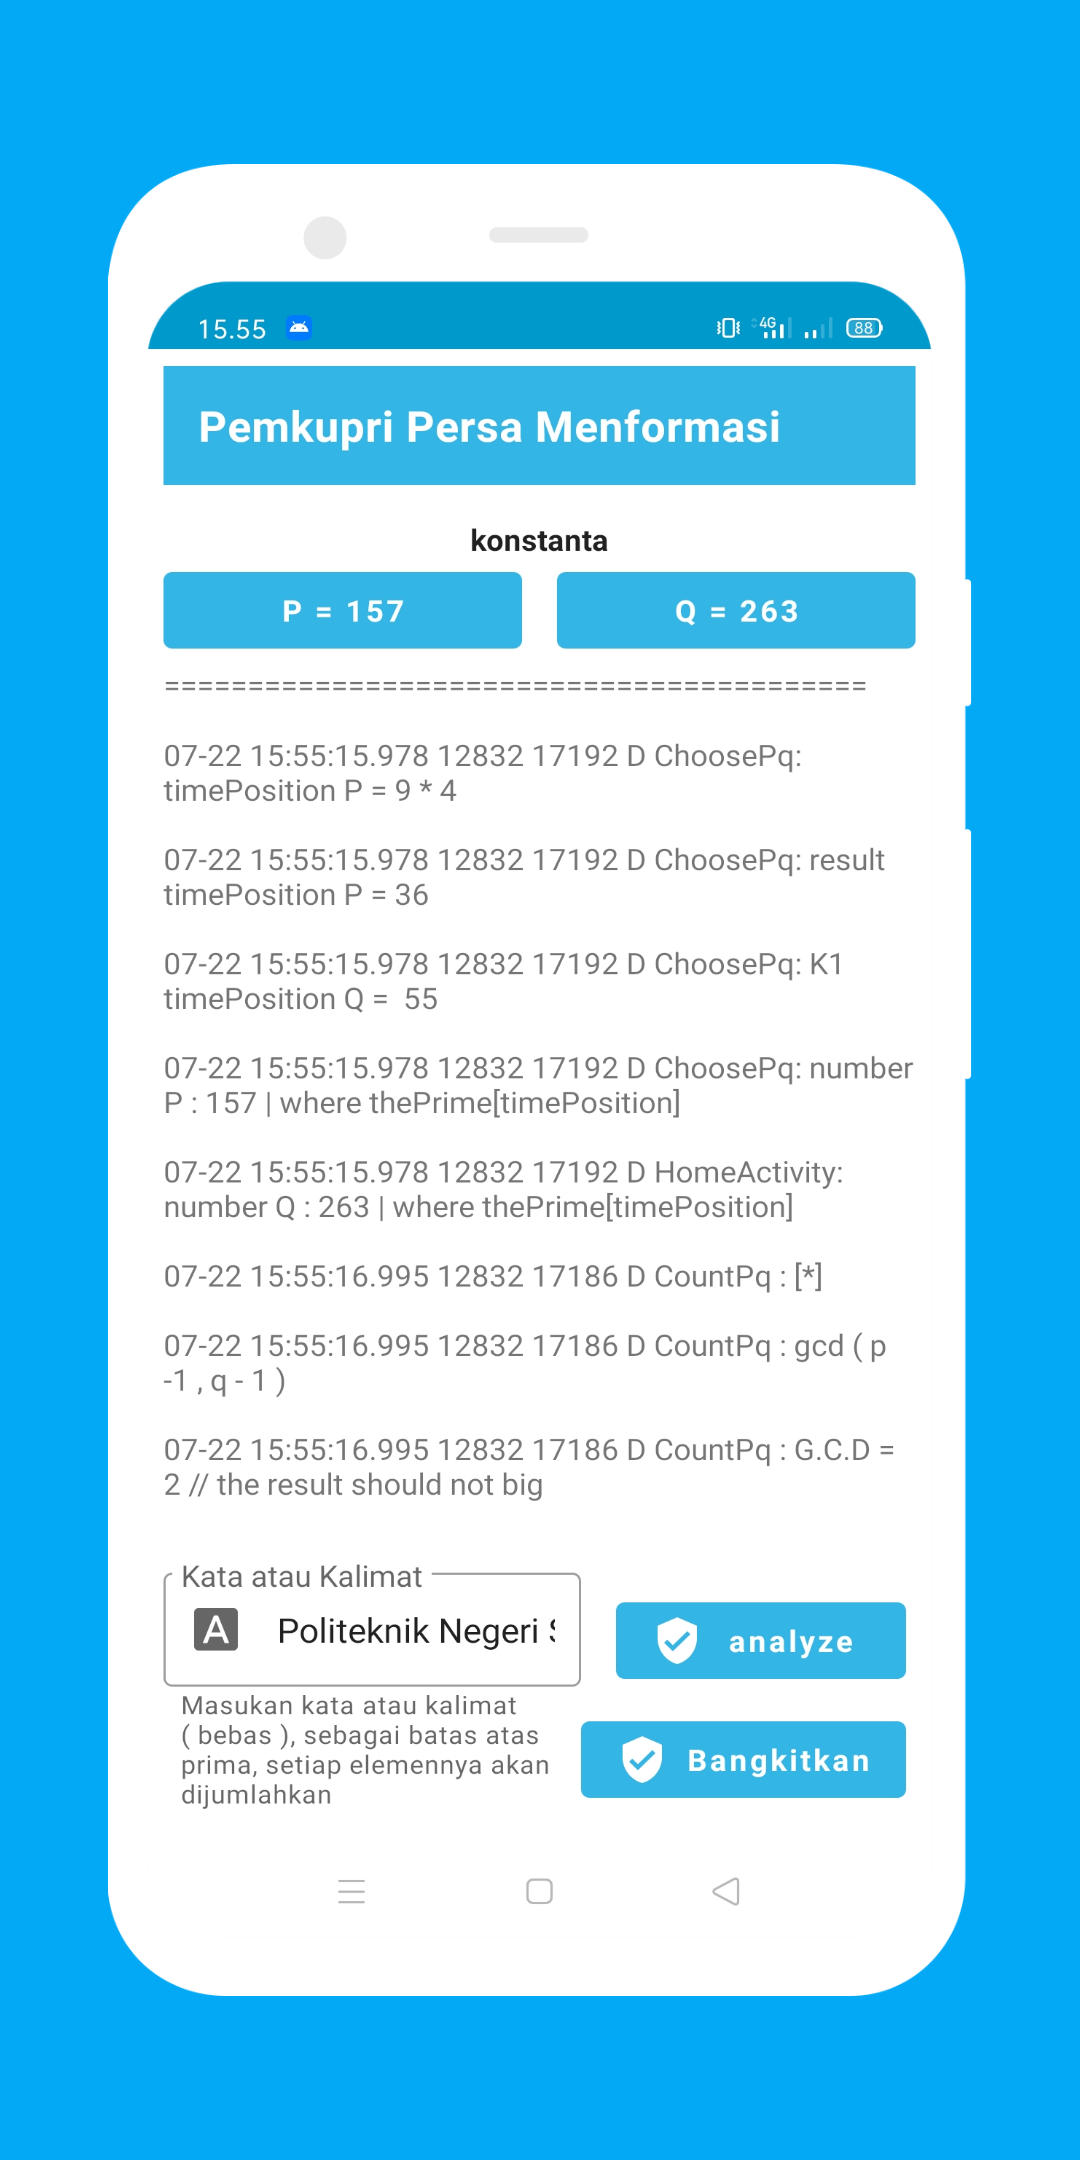 15.55
4G
88
Pemkupri Persa Menformasi
konstanta
P = 157
Q = 263
==========================================
07-22 15:55:15.978 12832 17192 D ChoosePq:
timePosition P = 9 * 4
07-22 15:55:15.978 12832 17192 D ChoosePq: result
timePosition P = 36
07-22 15:55:15.978 12832 17192 D ChoosePq: K1
timePosition Q =  55
07-22 15:55:15.978 12832 17192 D ChoosePq: number
P : 157 | where thePrime[timePosition]
07-22 15:55:15.978 12832 17192 D HomeActivity:
number Q : 263 | where thePrime[timePosition]
07-22 15:55:16.995 12832 17186 D CountPq : [*]
07-22 15:55:16.995 12832 17186 D CountPq : gcd ( p
-1 , q - 1 )
07-22 15:55:16.995 12832 17186 D CountPq : G.C.D =
2 // the result should not big
Kata atau Kalimat
A
Politeknik Negeri
analyze
Masukan kata atau kalimat
( bebas ), sebagai batas atas
prima, setiap elemennya akan
dijumlahkan
Bangkitkan